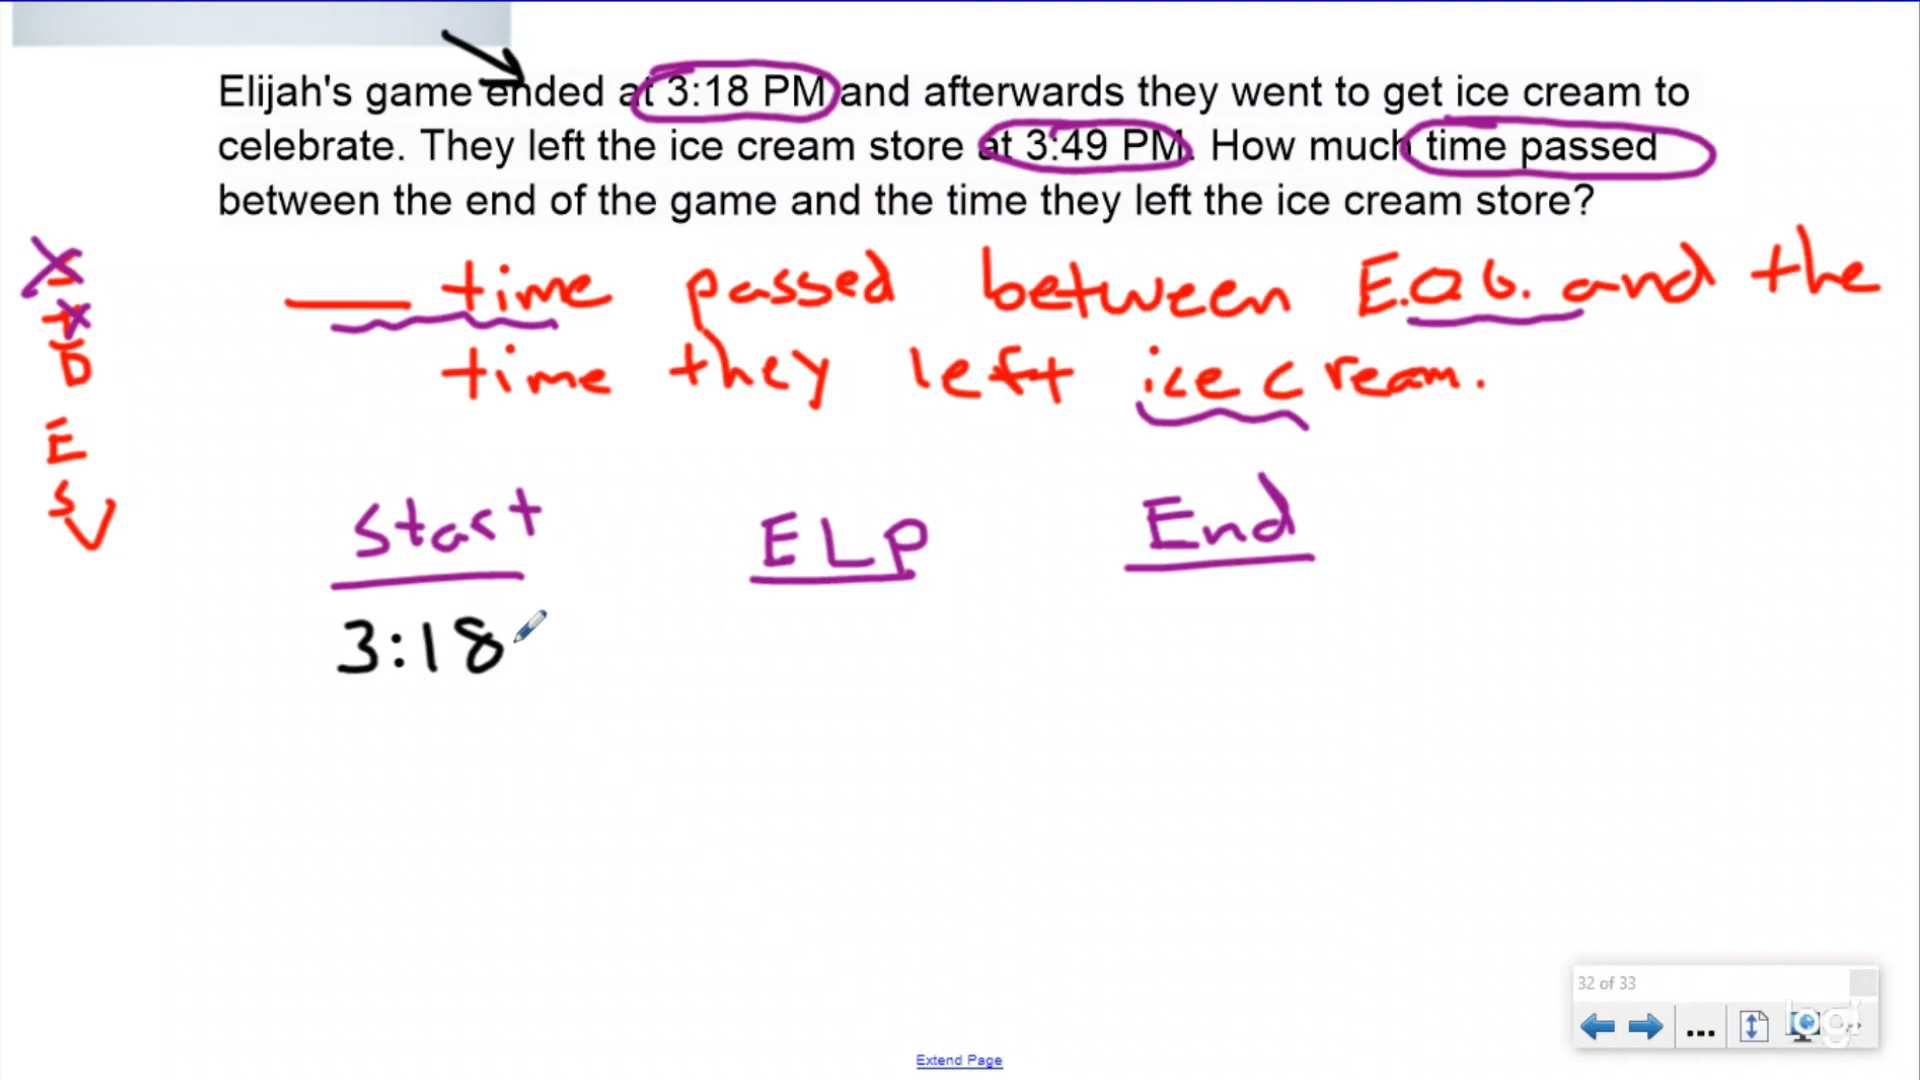 Elijah's game ended at 3:18 PM and afterwards they went to get ice cream to
celebrate. They left the ice cream store at 3:49 PM. How much time passed
between the end of the game and the time they left the ice cream store?
S
T
D
E
S
____ time passed between E.O.G. and the
time they left ice cream.
Start ELP End
3:18
32 of 33
...
logi
Extend Page